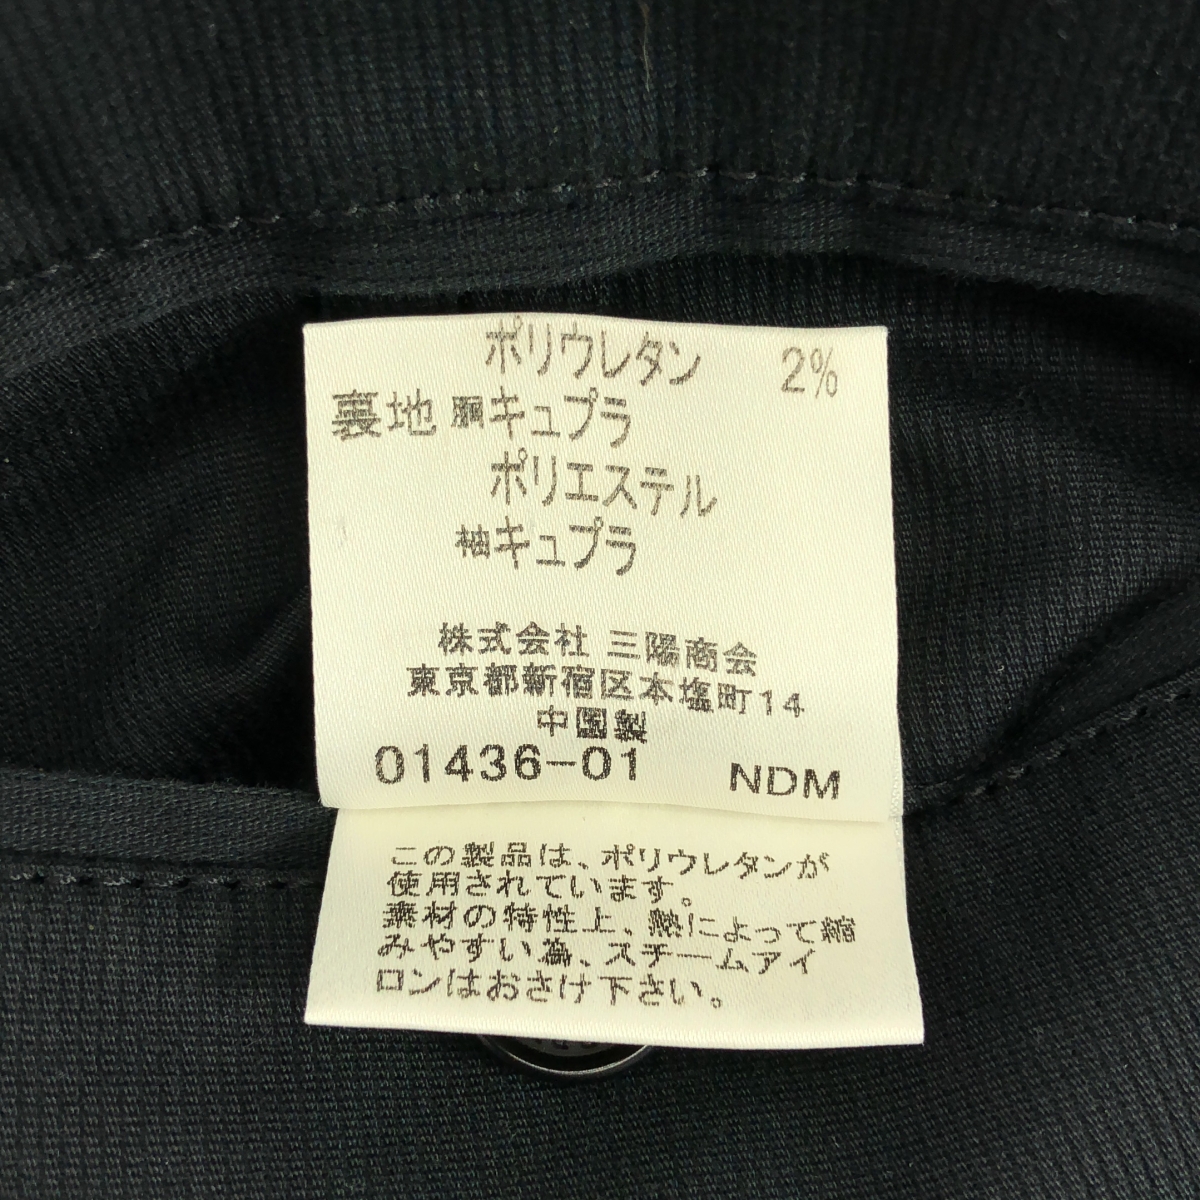 ポリウレタン 2%
裏地 胴キュプラ
ポリエステル
袖キュプラ
株式会社 三陽商会
東京都新宿区本塩町14
中国製
01436-01 NDM
この製品は、ポリウレタンが
使用されています。
素材の特性上、熱によって縮
みやすい為、スチームアイ
ロンはおさけ下さい。